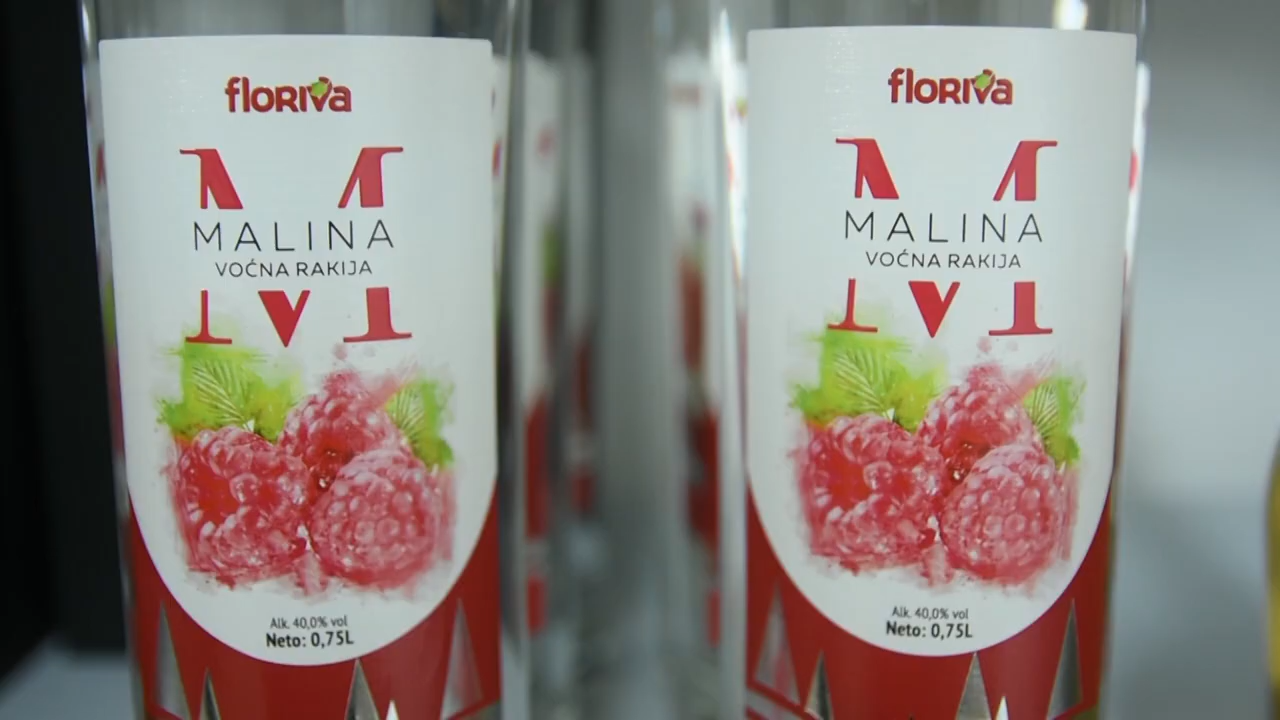 floriva
M
MALINA
VOĆNA RAKIJA
Alk. 40,0% vol
Neto: 0,75L
floriva
M
MALINA
VOĆNA RAKIJA
Alk. 40,0% vol
Neto: 0,75L